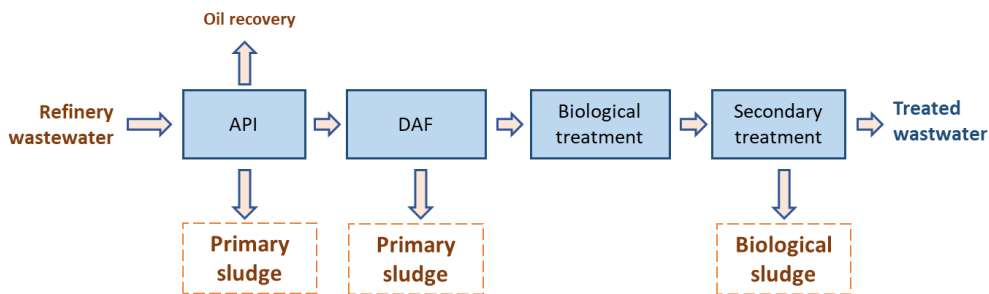 Oil recovery
Refinery
wastewater
API
DAF
Biological
treatment
Secondary
treatment
Treated
wastwater
Primary
sludge
Primary
sludge
Biological
sludge